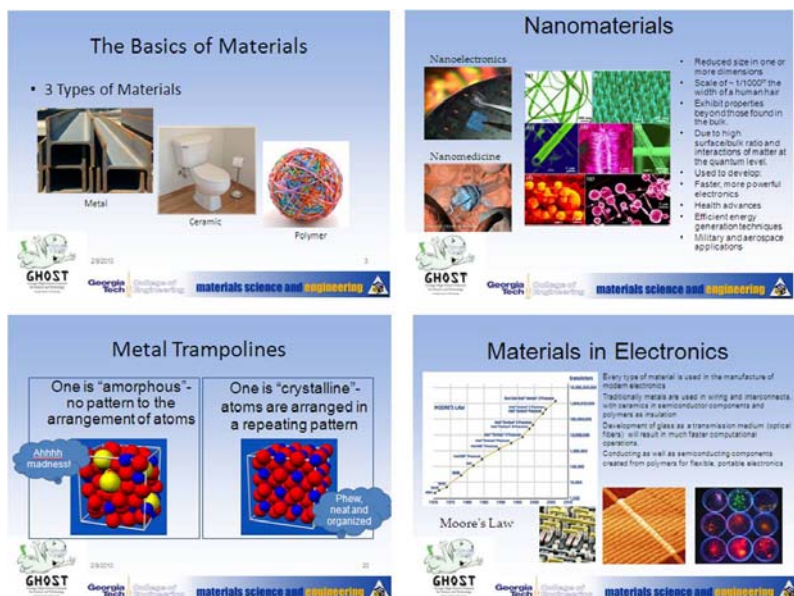 The Basics of Materials
• 3 Types of Materials
Metal
Ceramic
Polymer
GHOST
2/9/2010
3
Georgia Tech
College of Engineering
materials science and engineering
Nanomaterials
Nanoelectronics
Nanomedicine
• Reduced size in one or
more dimensions
• Scale of ~ 1/1000th the
width of a human hair
• Exhibit properties
beyond those found in
the bulk.
• Due to high
surface/bulk ratio and
interactions of matter at
the quantum level.
• Used to develop:
• Faster, more powerful
electronics
• Health advances
• Efficient energy
generation techniques
• Military and aerospace
applications
GHOST
Georgia Tech
College of Engineering
materials science and engineering
Metal Trampolines
One is "amorphous"-
no pattern to the
arrangement of atoms
Ahhhh
madness!
One is "crystalline"-
atoms are arranged in
a repeating pattern
Phew,
neat and
organized
GHOST
2/9/2010
20
Georgia
Tech
College of
Engineering
materials science and engineering
Materials in Electronics
Every type of material is used in the manufacture of
modern electronics
Traditionally metals are used in wiring and interconnects,
with ceramics in semiconductor components and
polymers as insulation
Development of glass as a transmission medium (optical
fibers) will result in much faster computational
operations.
Conducting as well as semiconducting components
created from polymers for flexible, portable electronics
MOORE'S LAW
transistors
Moore's Law
GHOST
Georgia
Tech
College of
Engineering
materials science and engineering